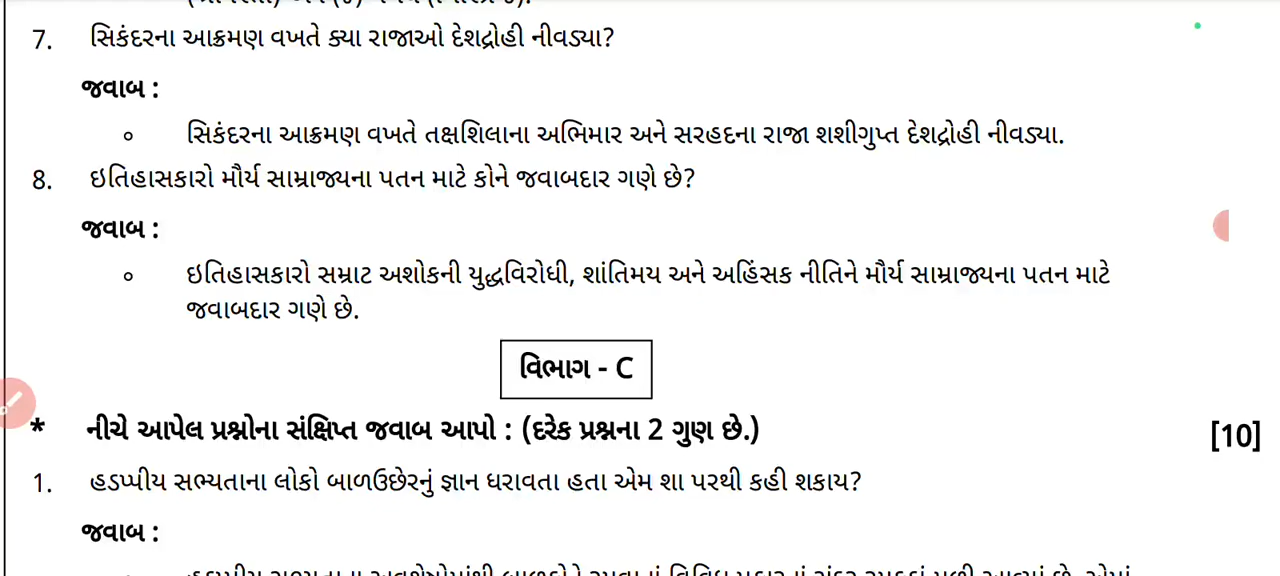 7. સિકંદરના આક્રમણ વખતે ક્યા રાજાઓ દેશદ્રોહી નીવડ્યા?
જવાબ :
○ સિકંદરના આક્રમણ વખતે તક્ષશિલાના અભિમાર અને સરહદના રાજા શશીગુપ્ત દેશદ્રોહી નીવડ્યા.
8. ઇતિહાસકારો મૌર્ય સામ્રાજ્યના પતન માટે કોને જવાબદાર ગણે છે?
જવાબ :
○ ઇતિહાસકારો સમ્રાટ અશોકની યુદ્ધવિરોધી, શાંતિમય અને અહિંસક નીતિને મૌર્ય સામ્રાજ્યના પતન માટે
જવાબદાર ગણે છે.
વિભાગ - C
* નીચે આપેલ પ્રશ્નોના સંક્ષિપ્ત જવાબ આપો : (દરેક પ્રશ્નના 2 ગુણ છે.) [10]
1. હડપ્પીય સભ્યતાના લોકો બાળઉછેરનું જ્ઞાન ધરાવતા હતા એમ શા પરથી કહી શકાય?
જવાબ :